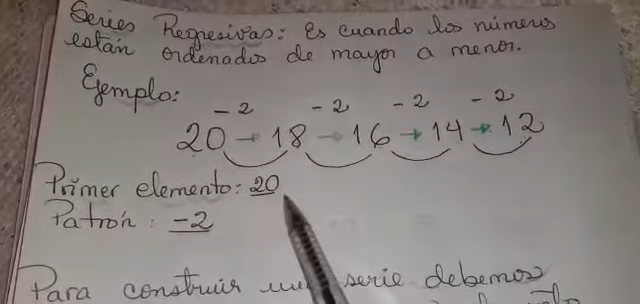 Series Regresivas: Es cuando los números
están ordenados de mayor a menor.
Ejemplo:
-2 -2 -2 -2
20 → 18 → 16 → 14 → 12
Primer elemento: 20
Patrón: -2
Para construir una serie debemos